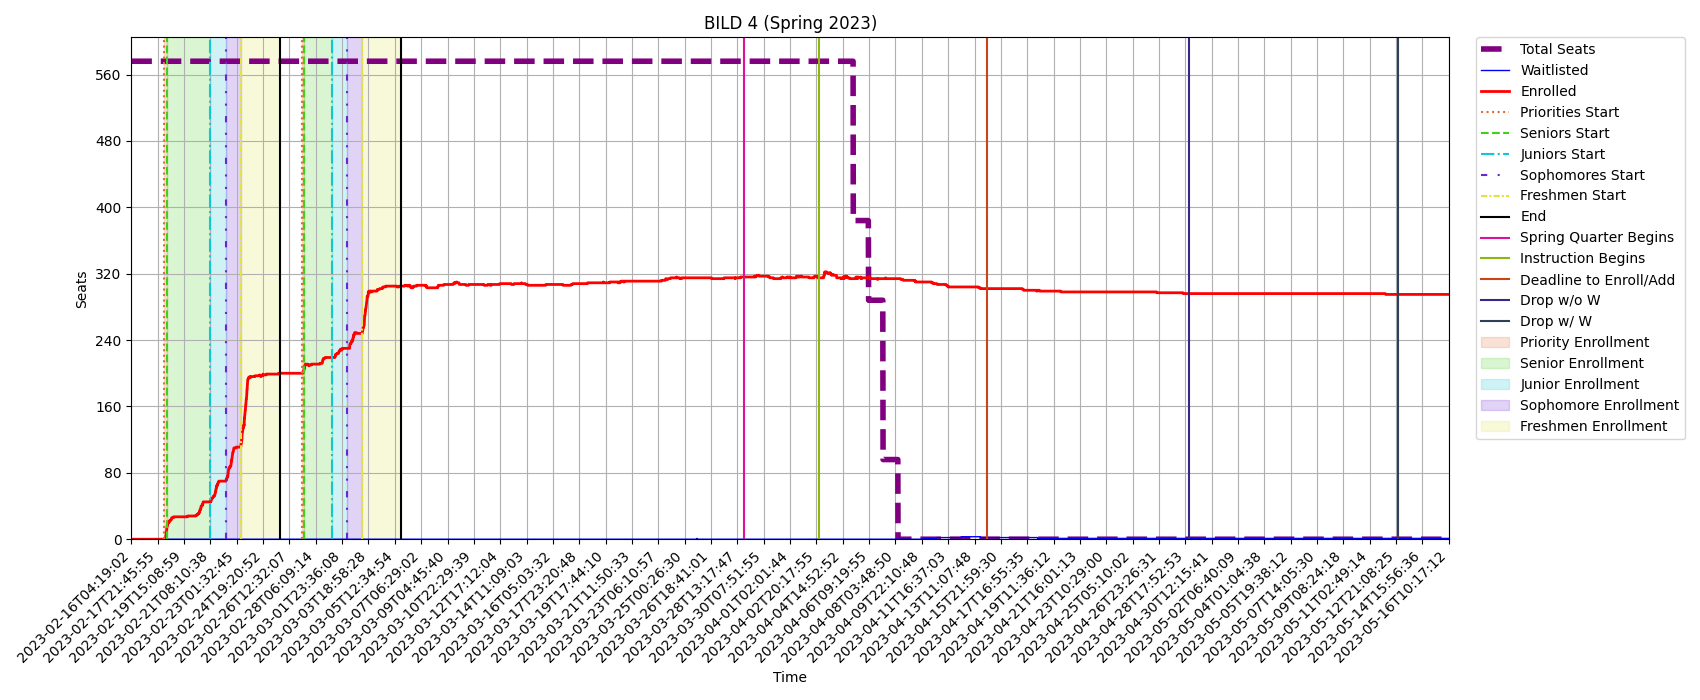 BILD 4 (Spring 2023)
Seats
560
480
400
320
240
160
80
0
2023-02-16T04:19:02
2023-02-17T21:45:55
2023-02-19T15:08:59
2023-02-21T08:10:38
2023-02-23T01:32:45
2023-02-24T19:20:52
2023-02-26T12:32:07
2023-02-28T06:09:14
2023-03-01T23:36:08
2023-03-03T18:58:28
2023-03-05T12:34:54
2023-03-07T06:29:02
2023-03-09T04:45:40
2023-03-10T22:29:39
2023-03-12T17:12:04
2023-03-14T11:09:03
2023-03-16T05:03:32
2023-03-17T23:20:48
2023-03-19T17:44:10
2023-03-21T11:50:33
2023-03-23T06:10:57
2023-03-25T00:26:30
2023-03-26T18:41:01
2023-03-28T13:17:47
2023-03-30T07:51:55
2023-04-01T02:01:44
2023-04-02T20:17:55
2023-04-04T14:52:52
2023-04-06T09:19:55
2023-04-08T03:48:50
2023-04-09T22:10:48
2023-04-11T16:37:03
2023-04-13T11:07:48
2023-04-15T21:59:30
2023-04-17T16:55:35
2023-04-19T11:36:12
2023-04-21T06:01:13
2023-04-23T10:29:00
2023-04-25T05:10:02
2023-04-26T23:26:31
2023-04-28T17:52:53
2023-04-30T12:15:41
2023-05-02T06:40:09
2023-05-04T01:04:38
2023-05-05T19:38:12
2023-05-07T14:05:30
2023-05-09T08:24:18
2023-05-11T02:49:14
2023-05-12T21:08:25
2023-05-14T15:56:36
2023-05-16T10:17:12
Time
Total Seats
Waitlisted
Enrolled
Priorities Start
Seniors Start
Juniors Start
Sophomores Start
Freshmen Start
End
Spring Quarter Begins
Instruction Begins
Deadline to Enroll/Add
Drop w/o W
Drop w/ W
Priority Enrollment
Senior Enrollment
Junior Enrollment
Sophomore Enrollment
Freshmen Enrollment